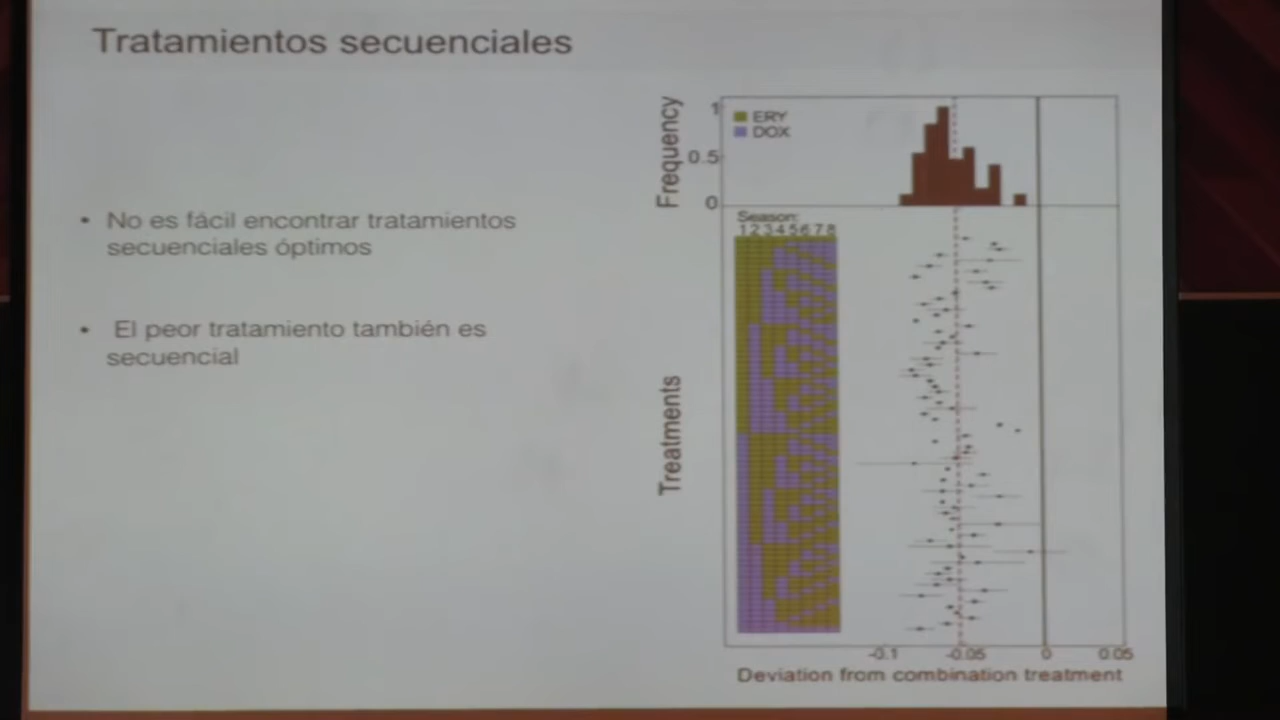 Tratamientos secuenciales
• No es fácil encontrar tratamientos
secuenciales óptimos
• El peor tratamiento también es
secuencial
Frequency
1
0.5
0
ERY
DOX
Season:
1 2 3 4 5 6 7 8
Treatments
-0.1 -0.05 0 0.05
Deviation from combination treatment